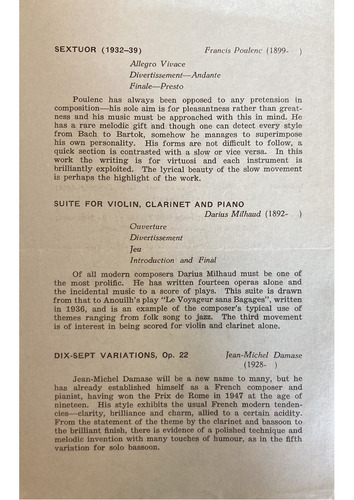 SEXTUOR (1932–39) Francis Poulenc (1899- )
Allegro Vivace
Divertissement—Andante
Finale—Presto
Poulenc has always been opposed to any pretension in
composition—his sole aim is for pleasantness rather than great-
ness and his music must be approached with this in mind. He
has a rare melodic gift and though one can detect every style
from Bach to Bartok, somehow he manages to superimpose
his own personality. His forms are not difficult to follow, a
quick section is contrasted with a slow or vice versa. In this
work the writing is for virtuosi and each instrument is
brilliantly exploited. The lyrical beauty of the slow movement
is perhaps the highlight of the work.
SUITE FOR VIOLIN, CLARINET AND PIANO
Darius Milhaud (1892- )
Ouverture
Divertissement
Jeu
Introduction and Final
Of all modern composers Darius Milhaud must be one of
the most prolific. He has written fourteen operas alone and
the incidental music to a score of plays. This suite is drawn
from that to Anouilh's play "Le Voyageur sans Bagages", written
in 1936, and is an example of the composer's typical use of
themes ranging from folk song to jazz. The third movement
is of interest in being scored for violin and clarinet alone.
DIX-SEPT VARIATIONS, Op. 22 Jean-Michel Damase
(1928- )
Jean-Michel Damase will be a new name to many, but he
has already established himself as a French composer and
pianist, having won the Prix de Rome in 1947 at the age of
nineteen. His style exhibits the usual French modern tenden-
cies—clarity, brilliance and charm, allied to a certain acidity.
From the statement of the theme by the clarinet and bassoon to
the brilliant finish, there is evidence of polished technique and
melodic invention with many touches of humour, as in the fifth
variation for solo bassoon.